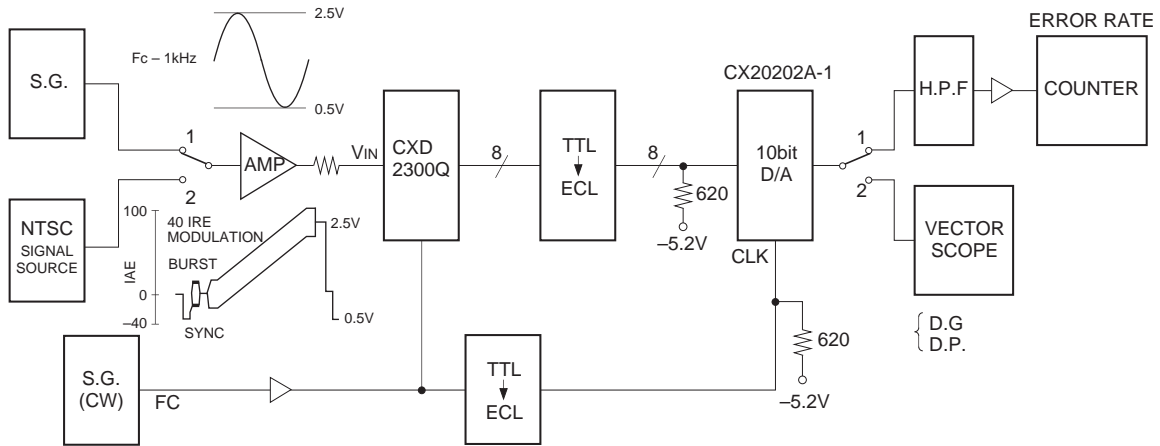 2.5V
Fc – 1kHz
0.5V
S.G.
1
2
AMP
VIN
CXD
2300Q
8
TTL
ECL
8
620
–5.2V
CX20202A-1
10bit
D/A
CLK
1
2
H.P.F
ERROR RATE
COUNTER
VECTOR
SCOPE
D.G
D.P.
NTSC
SIGNAL
SOURCE
100
IAE
0
–40
40 IRE
MODULATION
BURST
SYNC
2.5V
0.5V
S.G.
(CW)
FC
TTL
ECL
620
–5.2V